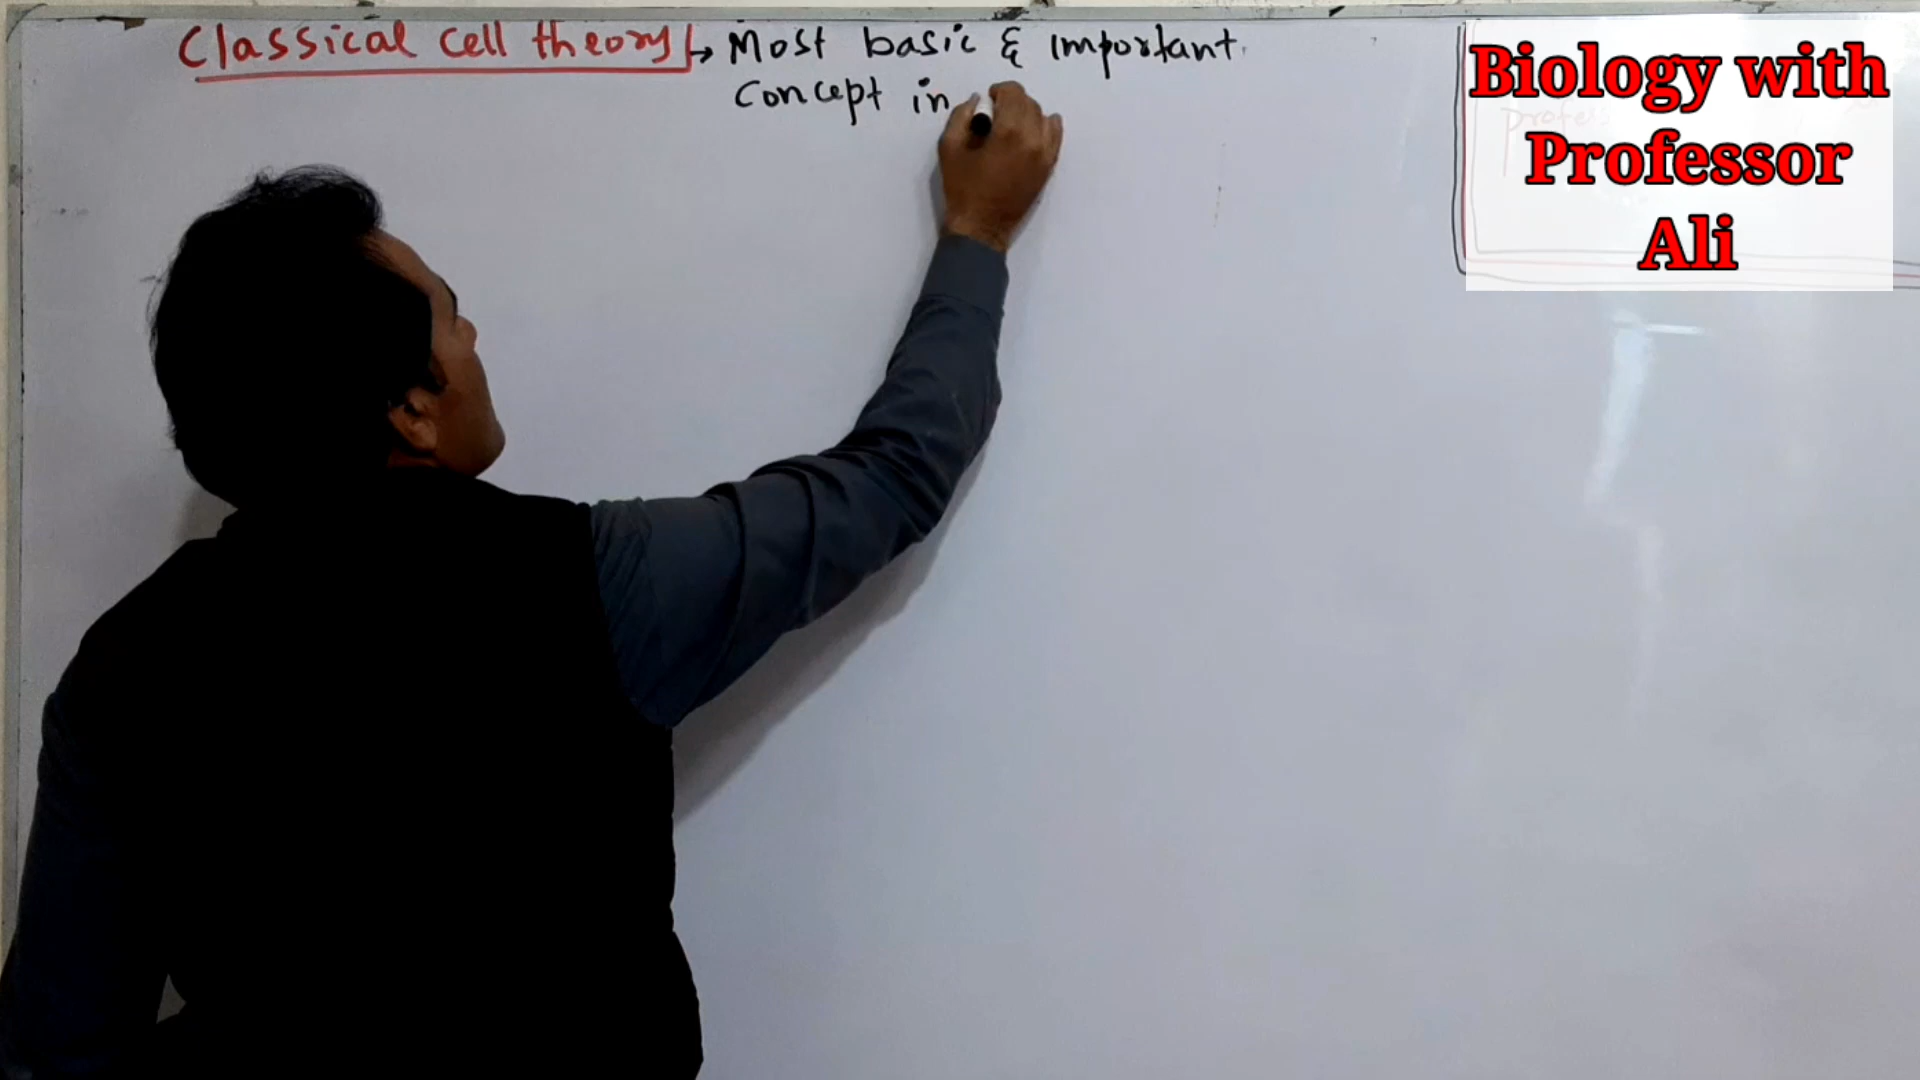 Classical cell theory → Most basic & important
concept in
Biology with
Professor
Ali